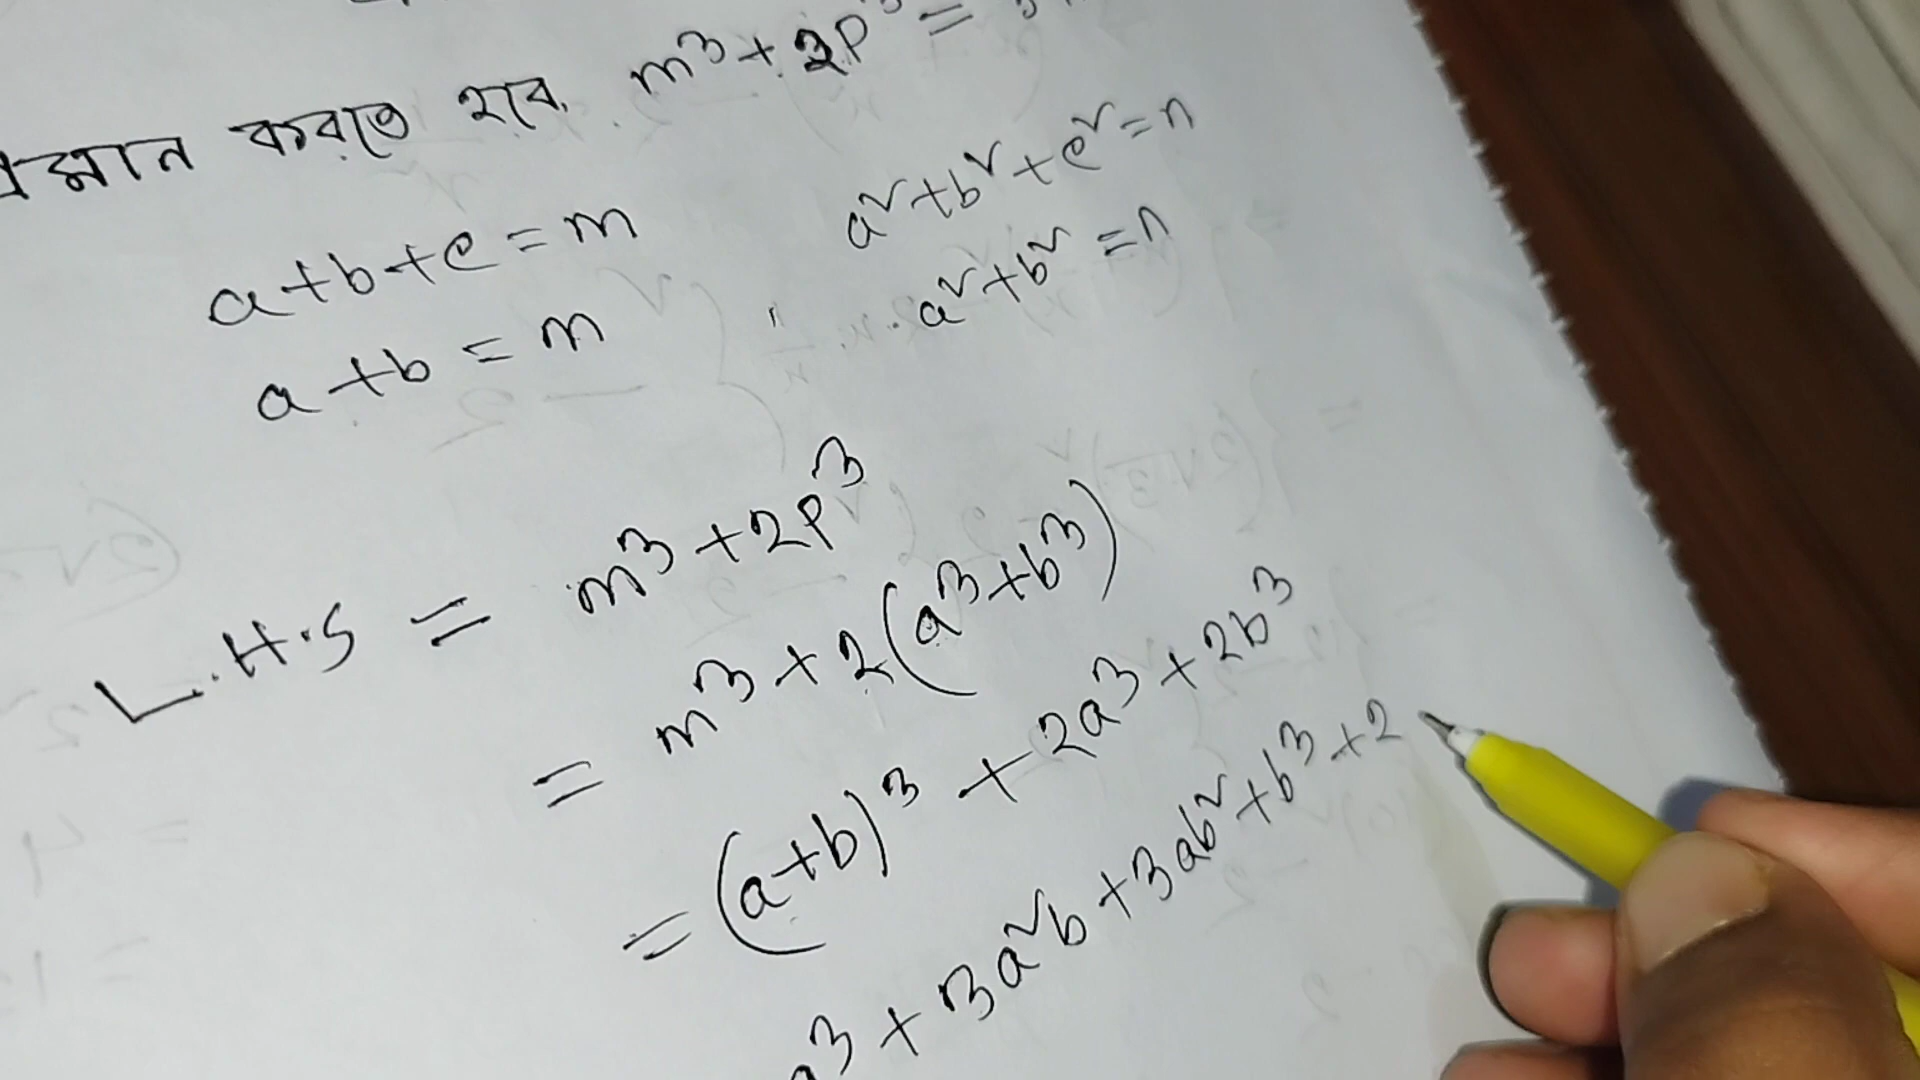 প্রমান করতে হবে, m³ + 2p³ =
a+b+c = m
a²+b²+c² = n
a+b = m
a²+b² = n
L.H.S = m³ + 2p³
= m³ + 2(a³+b³)
= (a+b)³ + 2a³ + 2b³
a³ + 3a²b + 3ab² + b³ + 2